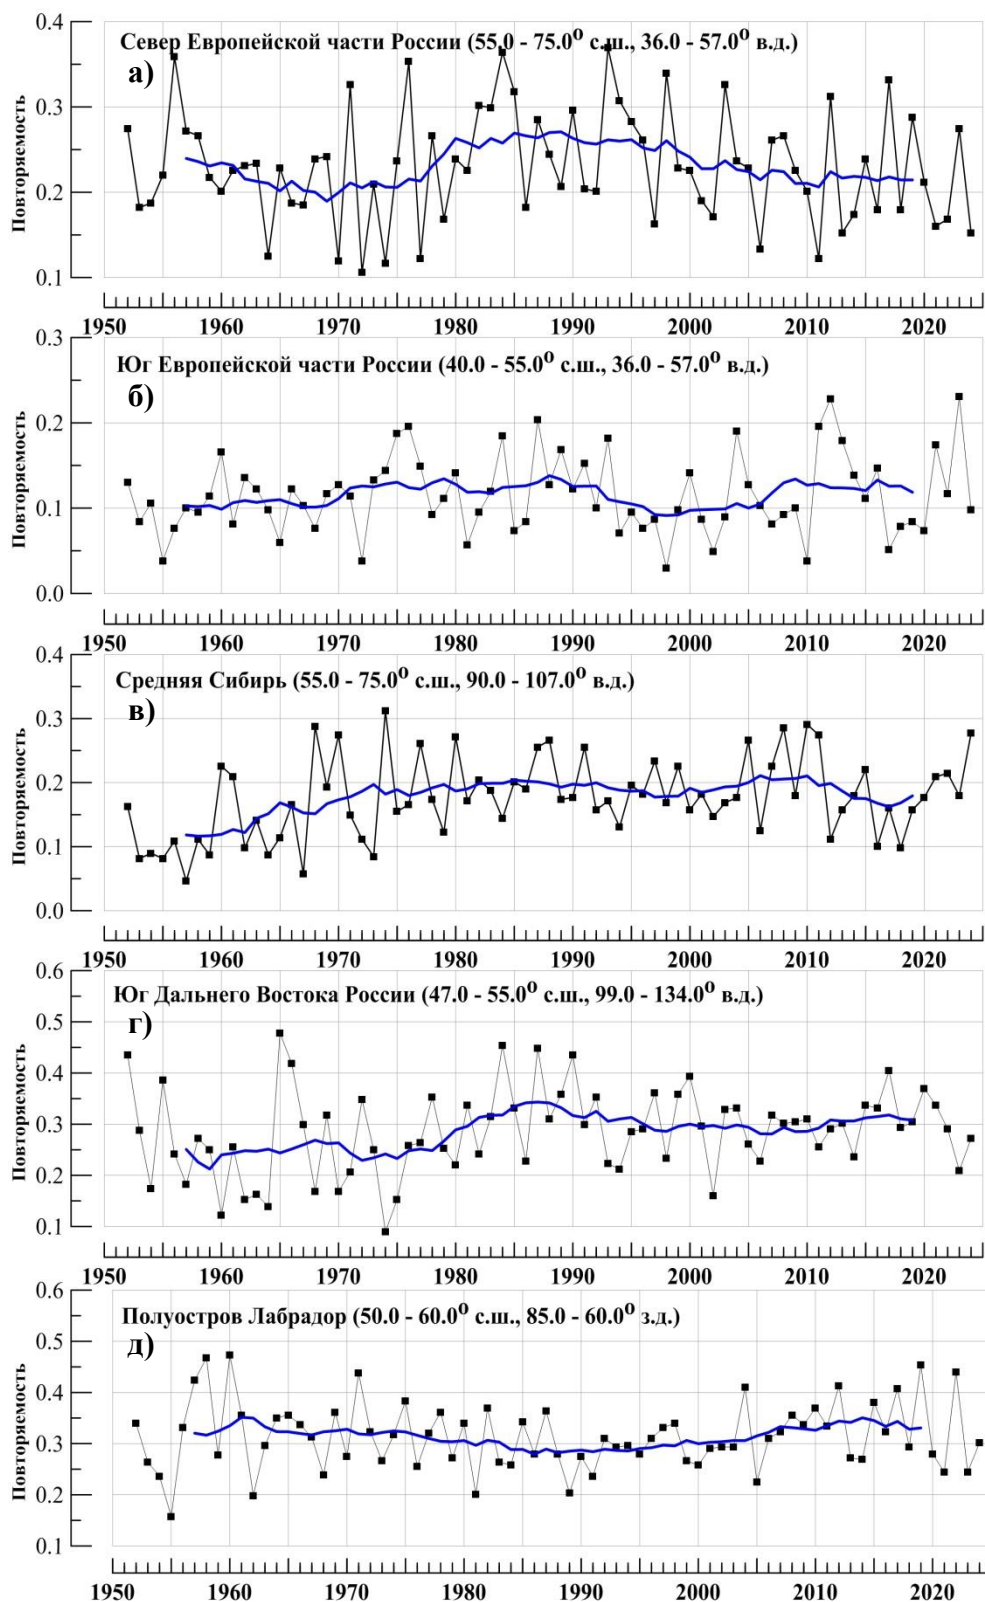 0.4
Север Европейской части России (55.0 - 75.0⁰ с.ш., 36.0 - 57.0⁰ в.д.)
а)
0.3
Повторяемость
0.2
0.1
1950 1960 1970 1980 1990 2000 2010 2020
0.3
Юг Европейской части России (40.0 - 55.0⁰ с.ш., 36.0 - 57.0⁰ в.д.)
б)
0.2
Повторяемость
0.1
0.0
1950 1960 1970 1980 1990 2000 2010 2020
0.4
Средняя Сибирь (55.0 - 75.0⁰ с.ш., 90.0 - 107.0⁰ в.д.)
в)
0.3
Повторяемость
0.2
0.1
0.0
1950 1960 1970 1980 1990 2000 2010 2020
0.6
Юг Дальнего Востока России (47.0 - 55.0⁰ с.ш., 99.0 - 134.0⁰ в.д.)
г)
0.5
0.4
Повторяемость
0.3
0.2
0.1
1950 1960 1970 1980 1990 2000 2010 2020
0.6
Полуостров Лабрадор (50.0 - 60.0⁰ с.ш., 85.0 - 60.0⁰ з.д.)
д)
0.5
0.4
Повторяемость
0.3
0.2
0.1
1950 1960 1970 1980 1990 2000 2010 2020